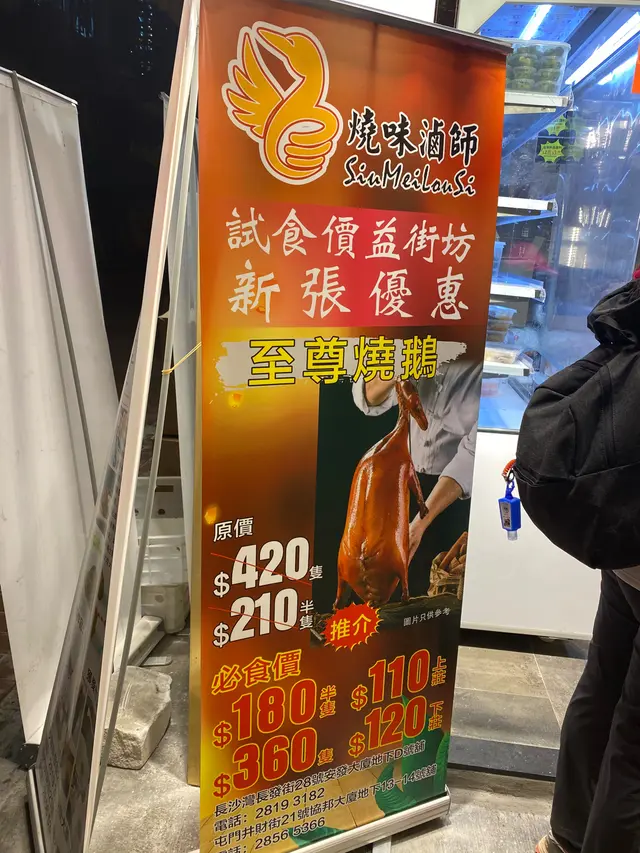 燒味滷師
SiuMeiLouSi
試食價益街坊
新張優惠
至尊燒鵝
原價
$420隻
$210半隻
推介
圖片只供參考
必食價
$180半隻
$110上庄
$360隻
$120下庄
長沙灣長發街28號安發大廈地下D號舖
電話：2819 3182
屯門井財街21號協邦大廈地下13-14號舖
電話：2856 5366